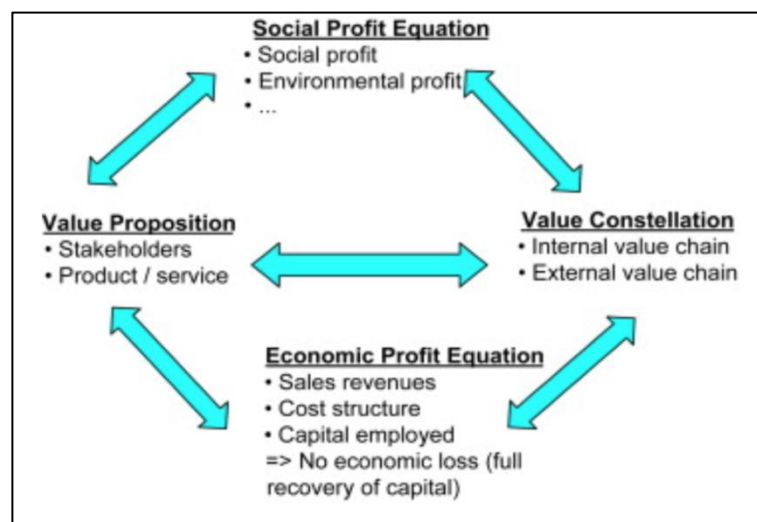 Social Profit Equation
• Social profit
• Environmental profit
• ...
Value Proposition
• Stakeholders
• Product / service
Value Constellation
• Internal value chain
• External value chain
Economic Profit Equation
• Sales revenues
• Cost structure
• Capital employed
=> No economic loss (full
recovery of capital)